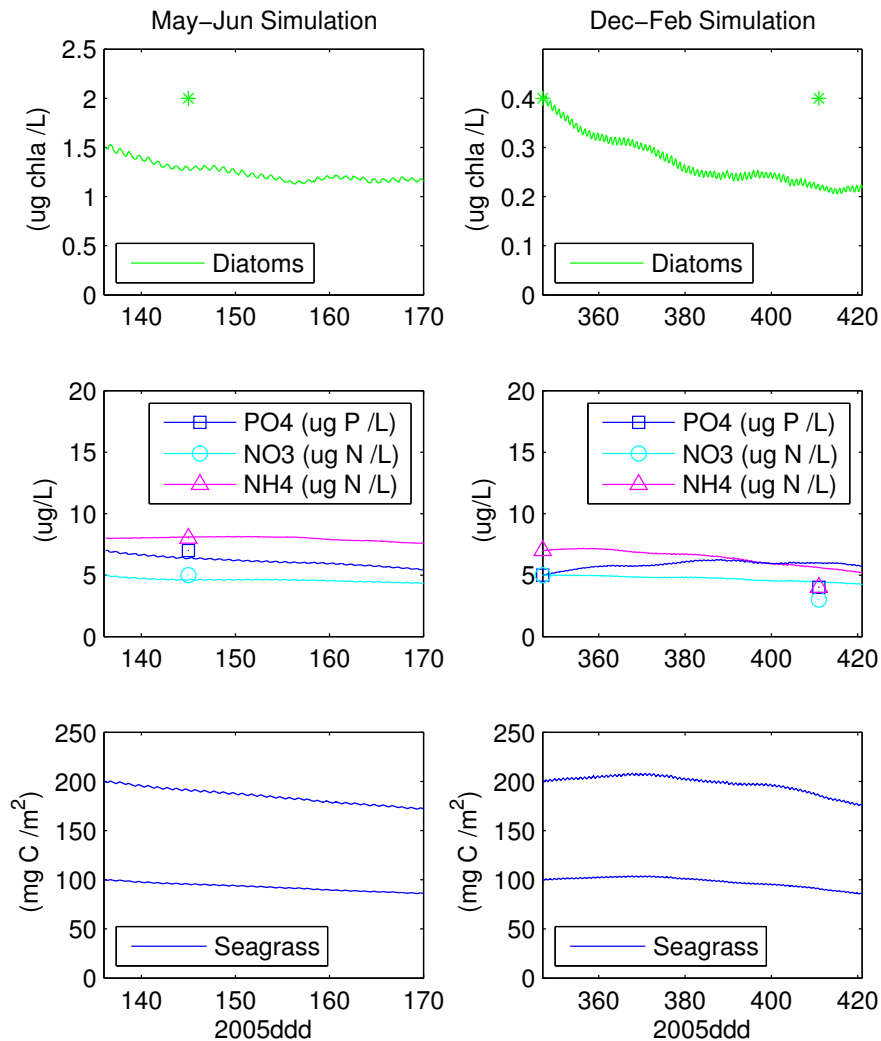 May−Jun Simulation
Dec−Feb Simulation
(ug chla /L)
2.5
2
1.5
1
0.5
0
Diatoms
140
150
160
170
(ug chla /L)
0.5
0.4
0.3
0.2
0.1
0
Diatoms
360
380
400
420
(ug/L)
20
15
10
5
0
PO4 (ug P /L)
NO3 (ug N /L)
NH4 (ug N /L)
140
150
160
170
(ug/L)
20
15
10
5
0
PO4 (ug P /L)
NO3 (ug N /L)
NH4 (ug N /L)
360
380
400
420
(mg C /m²)
250
200
150
100
50
0
Seagrass
140
150
160
170
2005ddd
(mg C /m²)
250
200
150
100
50
0
Seagrass
360
380
400
420
2005ddd